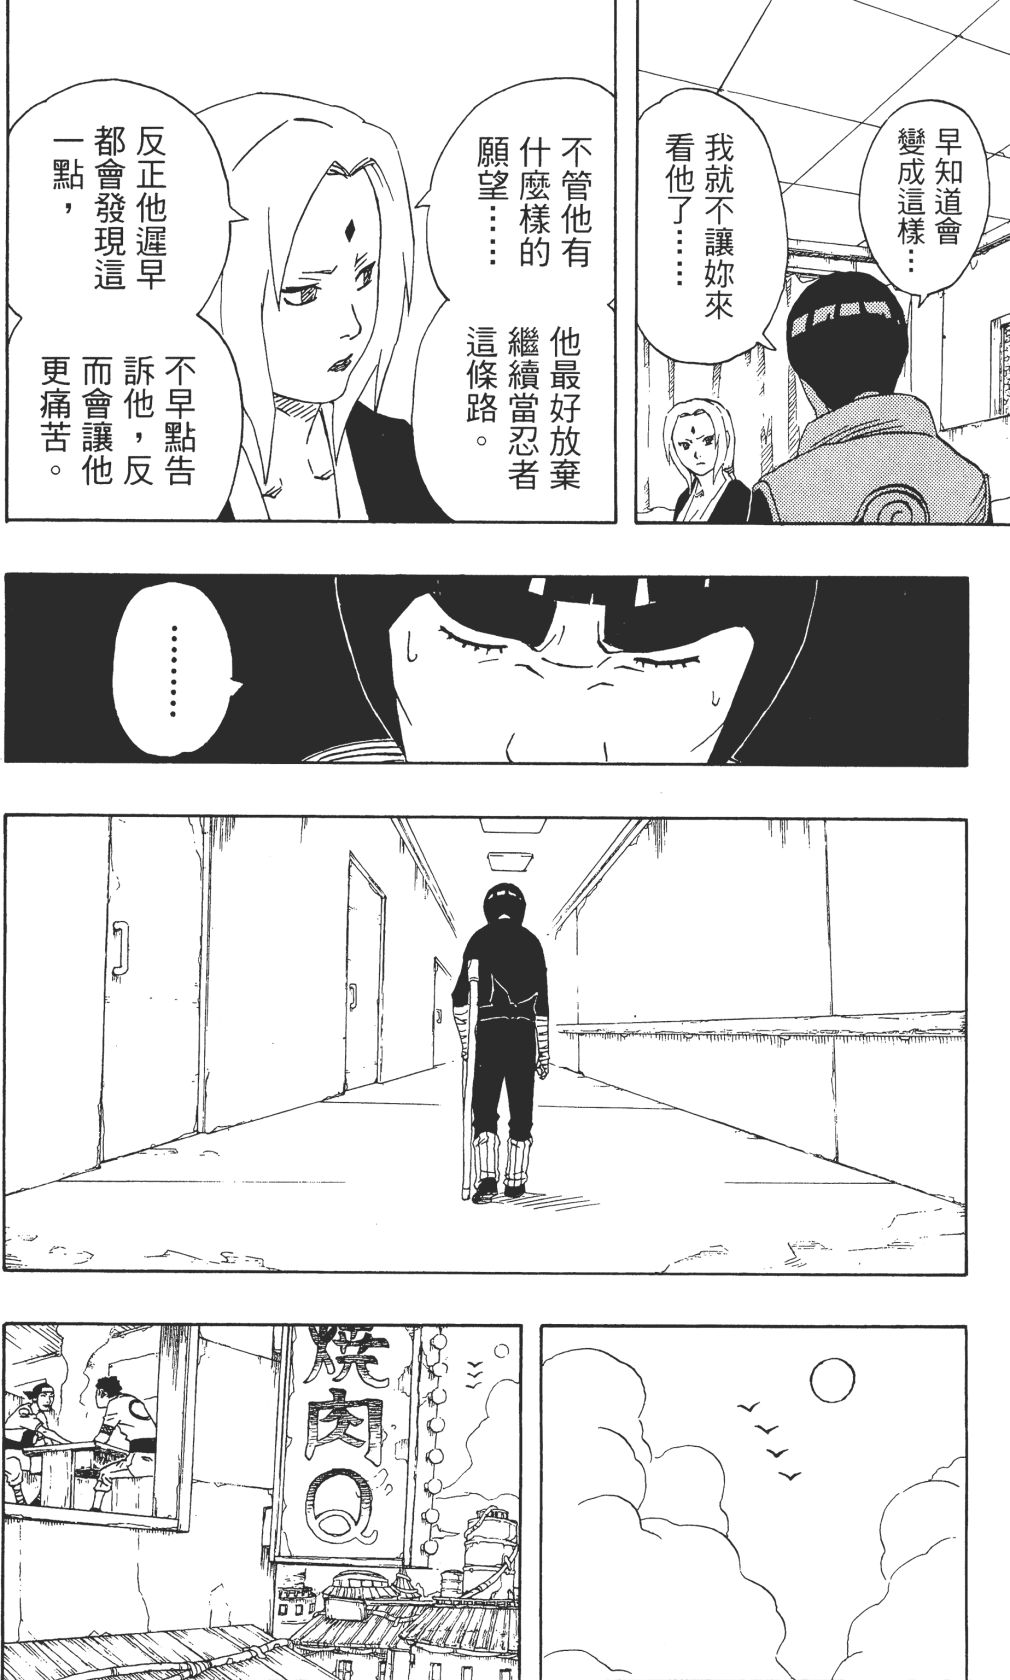 早知道會
變成這樣…
我就不讓妳來
看他了……
不管他有
什麼樣的
願望……
他最好放棄
繼續當忍者
這條路。
反正他遲早
都會發現這
一點，
不早點告
訴他，反
而會讓他
更痛苦。
………
焼肉Q